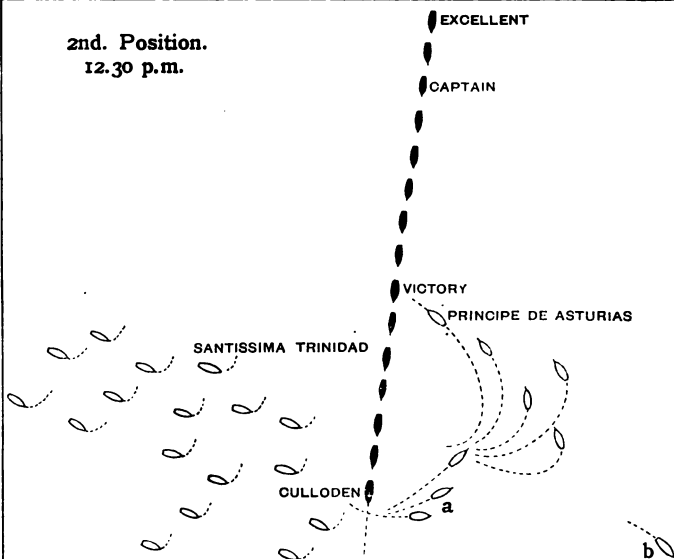 EXCELLENT
2nd. Position.
12.30 p.m.
CAPTAIN
VICTORY
PRINCIPE DE ASTURIAS
SANTISSIMA TRINIDAD
CULLODEN
a
b